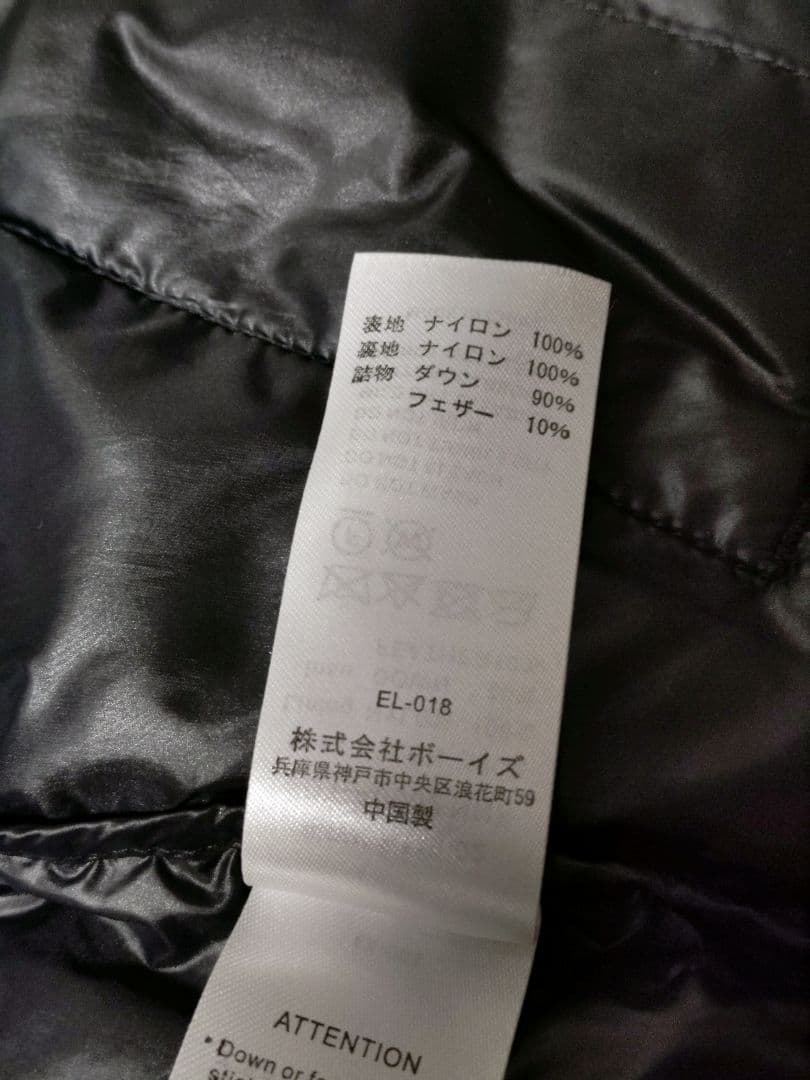 表地 ナイロン 100%
裏地 ナイロン 100%
詰物 ダウン 90%
フェザー 10%
EL-018
株式会社ボーイズ
兵庫県神戸市中央区浪花町59
中国製
ATTENTION
*Down or